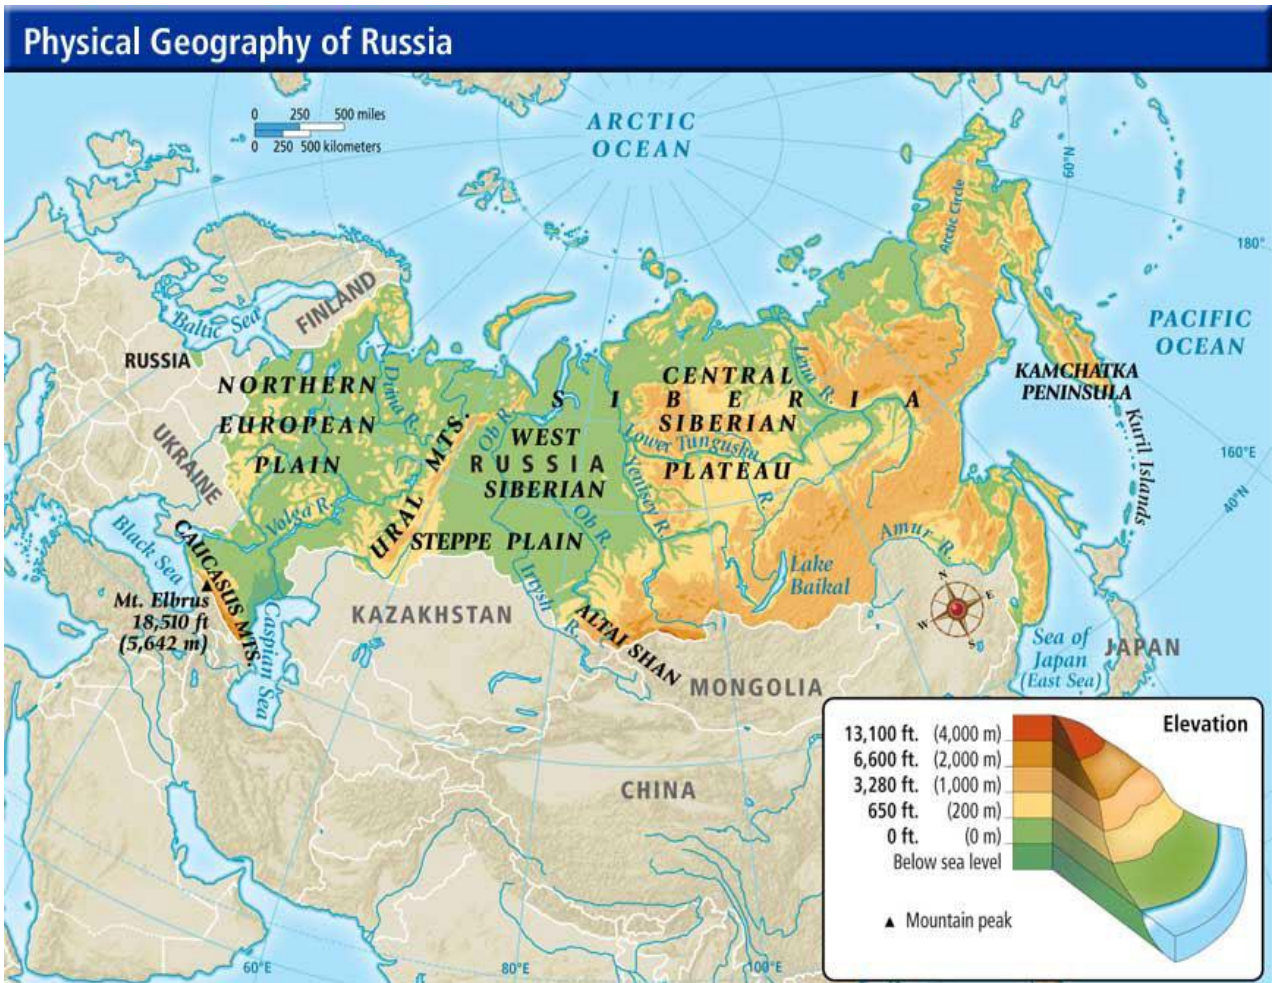 Physical Geography of Russia
0 250 500 miles
0 250 500 kilometers
ARCTIC
OCEAN
60°N
Arctic Circle
180°
PACIFIC
OCEAN
FINLAND
Baltic Sea
RUSSIA
NORTHERN
EUROPEAN
PLAIN
Dvina R.
URAL MTS.
Ob R.
SIBERIA
WEST
RUSSIA
SIBERIAN
PLAIN
STEPPE
CENTRAL
SIBERIAN
PLATEAU
Lena R.
Lower Tunguska
R.
Yenisey R.
Ob R.
KAMCHATKA
PENINSULA
Kuril Islands
160°E
40°N
UKRAINE
Volga R.
Black Sea
CAUCASUS MTS.
Mt. Elbrus
18,510 ft
(5,642 m)
Caspian Sea
KAZAKHSTAN
Irtysh R.
ALTAI SHAN
Lake
Baikal
Amur R.
N
E
S
W
Sea of
Japan
(East Sea)
JAPAN
MONGOLIA
CHINA
60°E
80°E
100°E
Elevation
13,100 ft. (4,000 m)
6,600 ft. (2,000 m)
3,280 ft. (1,000 m)
650 ft. (200 m)
0 ft. (0 m)
Below sea level
▲ Mountain peak